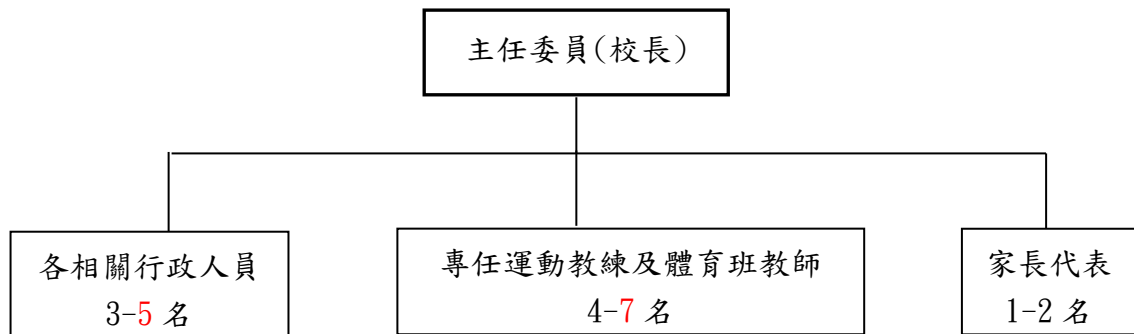 主任委員(校長)
各相關行政人員
3-5 名
專任運動教練及體育班教師
4-7 名
家長代表
1-2 名